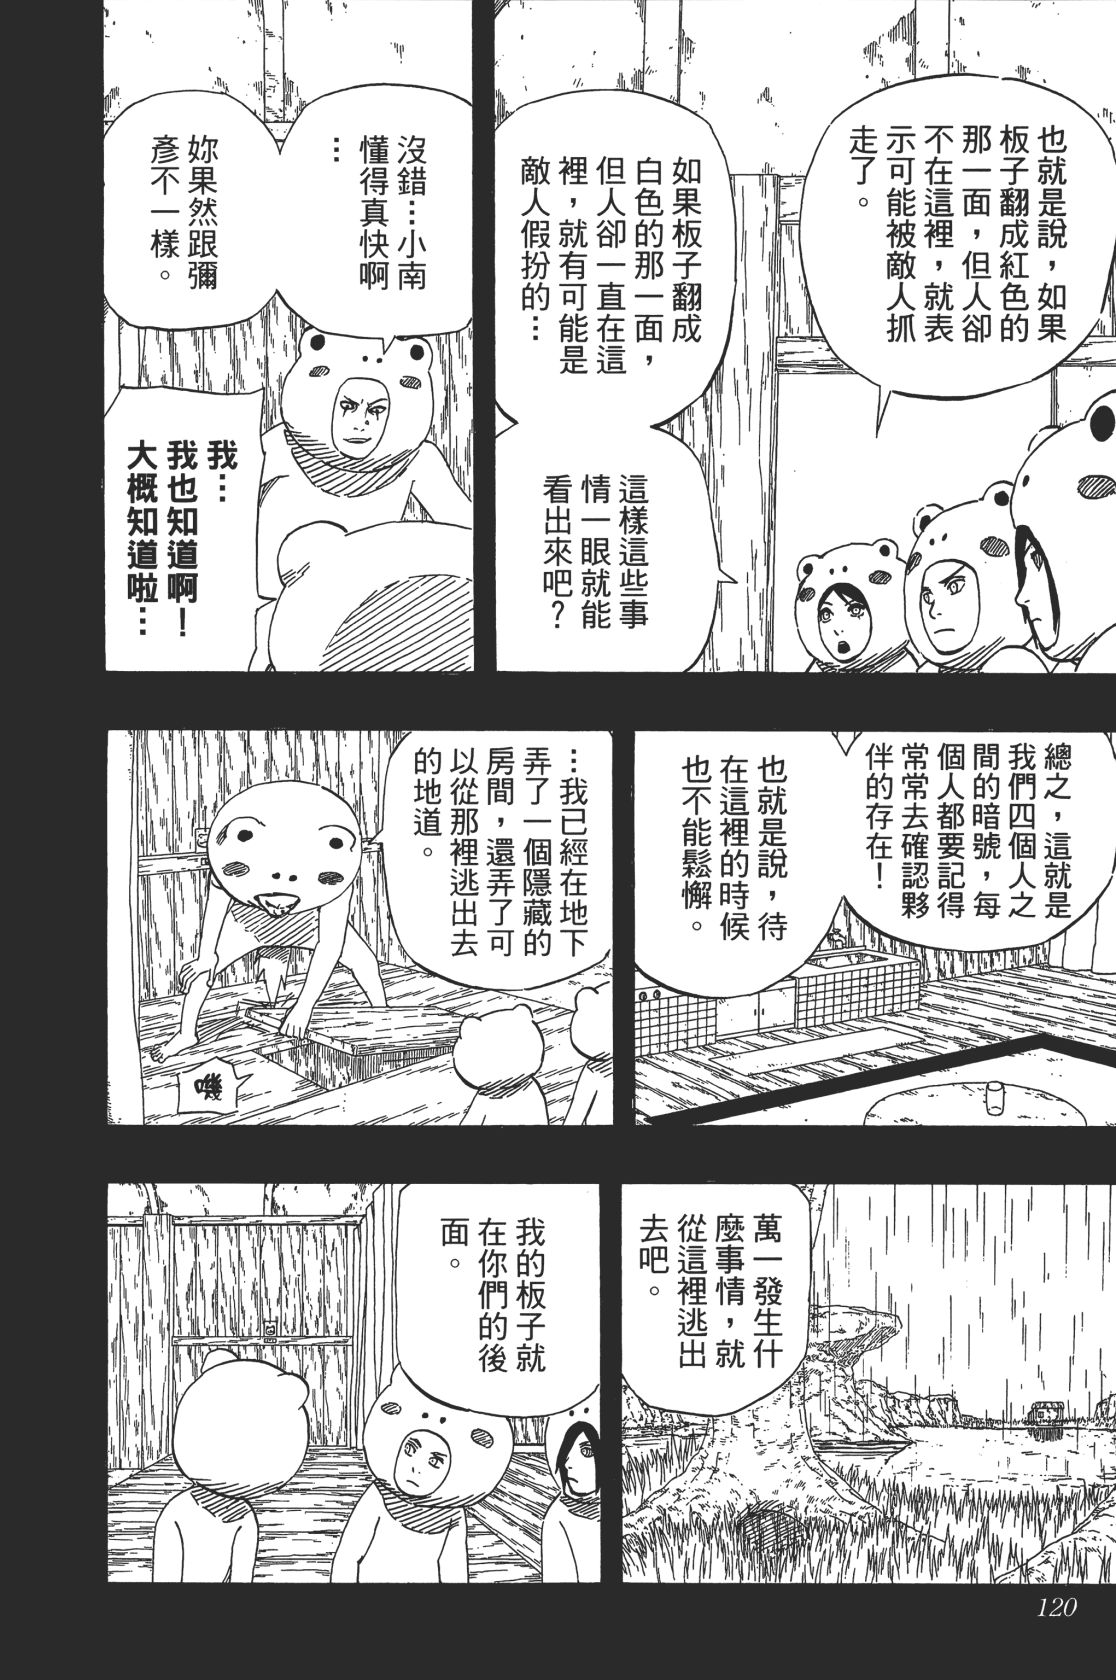 也就是說，如果
板子翻成紅色的
那一面，但人卻
不在這裡，就表
示可能被敵人抓
走了。
如果板子翻成
白色的那一面，
但人卻一直在這
裡，就有可能是
敵人假扮的…
這樣這些事
情一眼就能
看出來吧？
沒錯…小南
懂得真快啊
…
妳果然跟彌
彥不一樣。
我…
我也知道啊！
大概知道啦…
總之，這就是
我們四個人之
間的暗號，每
個人都要記得
常常去確認夥
伴的存在！
也就是說，待
在這裡的時候
也不能鬆懈。
…我已經在地下
弄了一個隱藏的
房間，還弄了可
以從那裡逃出去
的地道。
嘰
萬一發生什
麼事情，就
從這裡逃出
去吧。
我的板子就
在你們的後
面。
…
120